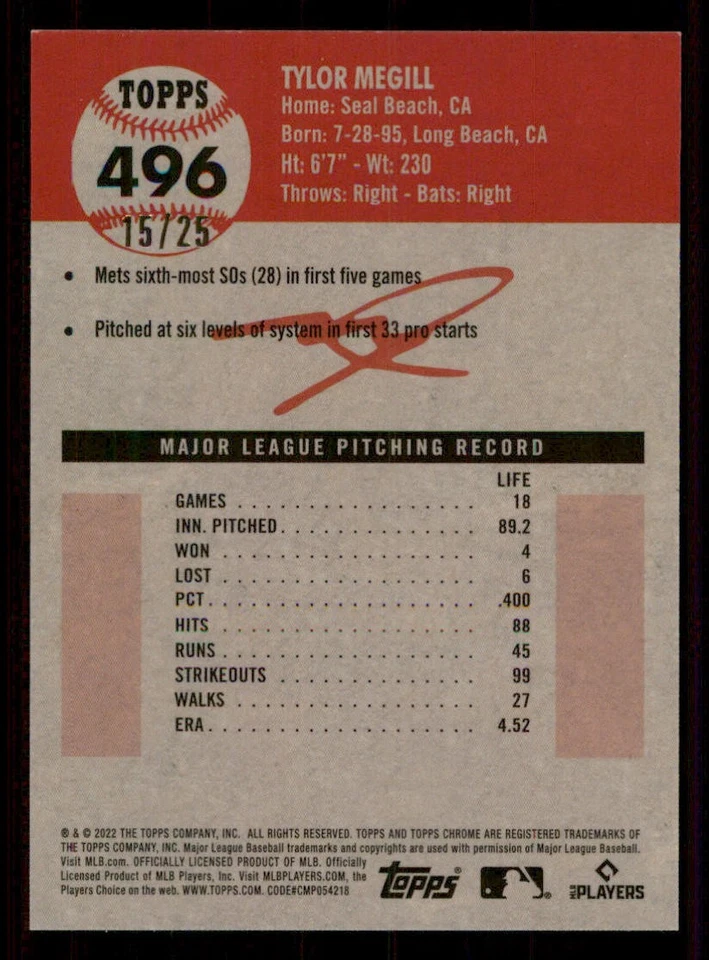 TOPPS
496
15/25
TYLOR MEGILL
Home: Seal Beach, CA
Born: 7-28-95, Long Beach, CA
Ht: 6'7" - Wt: 230
Throws: Right - Bats: Right
• Mets sixth-most SOs (28) in first five games
• Pitched at six levels of system in first 33 pro starts
MAJOR LEAGUE PITCHING RECORD
LIFE
GAMES . . . . . . . . . . . . . . . . . 18
INN. PITCHED. . . . . . . . . . . . . . 89.2
WON . . . . . . . . . . . . . . . . . . 4
LOST . . . . . . . . . . . . . . . . . . 6
PCT. . . . . . . . . . . . . . . . . . . .400
HITS . . . . . . . . . . . . . . . . . . 88
RUNS . . . . . . . . . . . . . . . . . . 45
STRIKEOUTS . . . . . . . . . . . . . . 99
WALKS . . . . . . . . . . . . . . . . . 27
ERA. . . . . . . . . . . . . . . . . . . 4.52
® & © 2022 THE TOPPS COMPANY, INC. ALL RIGHTS RESERVED. TOPPS AND TOPPS CHROME ARE REGISTERED TRADEMARKS OF
THE TOPPS COMPANY, INC. Major League Baseball trademarks and copyrights are used with permission of Major League Baseball.
Visit MLB.com. OFFICIALLY LICENSED PRODUCT OF MLB. Officially
Licensed Product of MLB Players, Inc. Visit MLBPLAYERS.COM, the
Players Choice on the web. WWW.TOPPS.COM. CODE#CMP054218
topps®
MLB PLAYERS